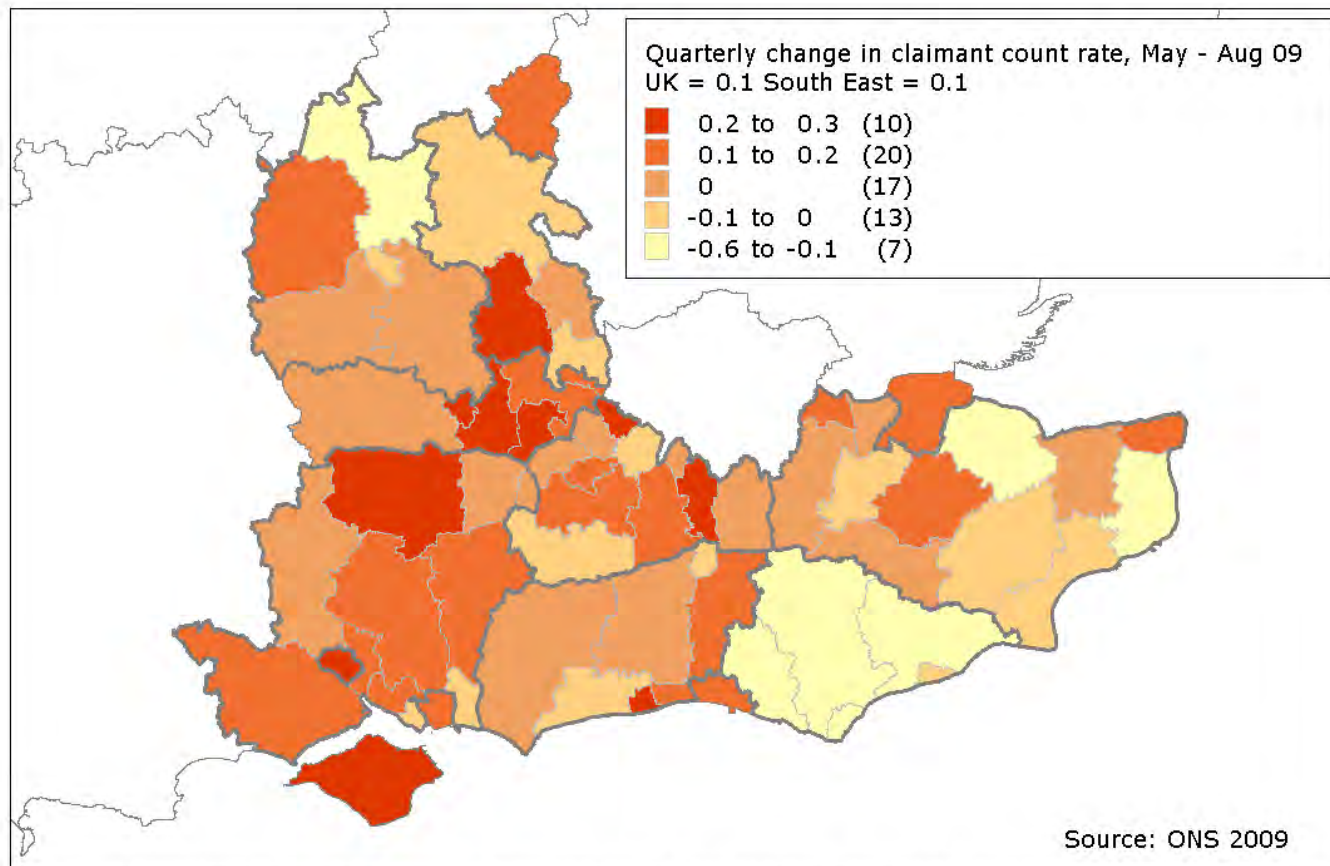 Quarterly change in claimant count rate, May - Aug 09
UK = 0.1 South East = 0.1
0.2 to 0.3 (10)
0.1 to 0.2 (20)
0 (17)
-0.1 to 0 (13)
-0.6 to -0.1 (7)
Source: ONS 2009